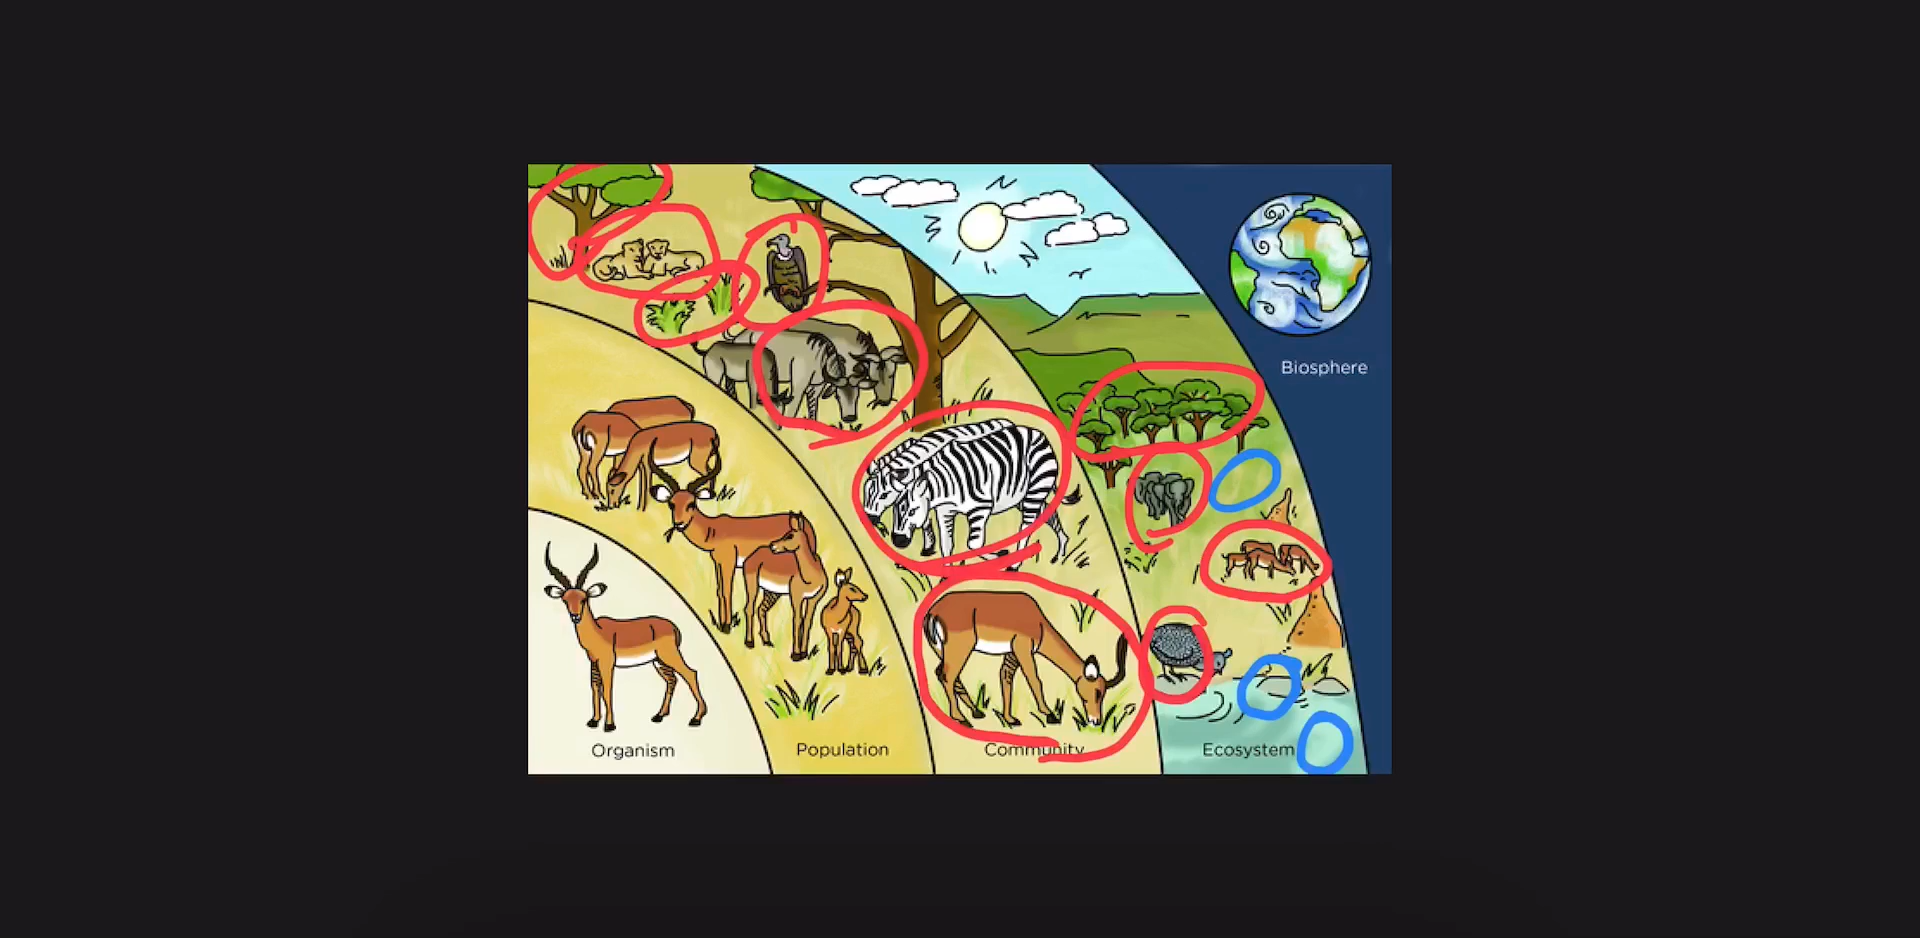 Biosphere
Organism
Population
Community
Ecosystem